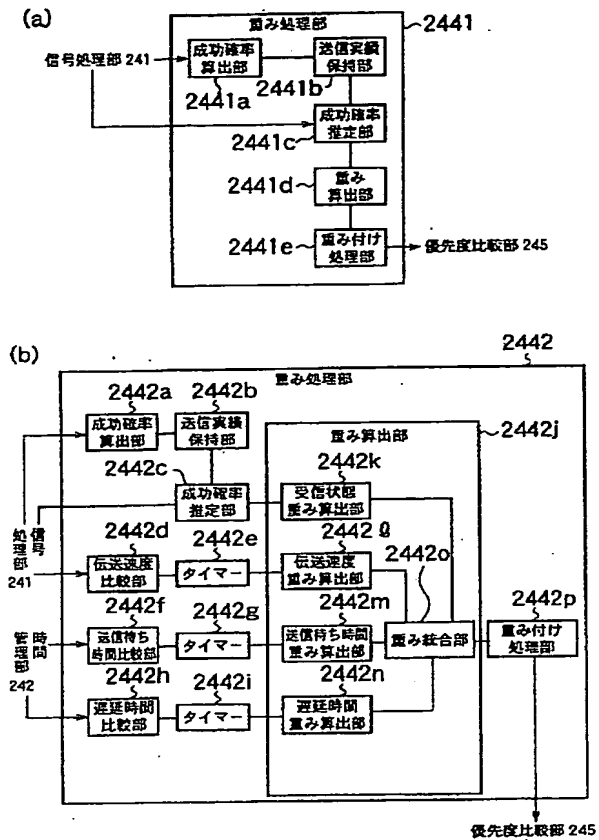 (a)
重み処理部
2441
信号処理部 241
成功確率
算出部
送信実績
保持部
2441a
2441b
成功確率
推定部
2441c
重み
算出部
2441d
重み付け
処理部
2441e
優先度比較部 245
(b)
2442
重み処理部
2442a
2442b
成功確率
算出部
送信実績
保持部
重み算出部
2442j
2442c
2442k
成功確率
推定部
受信状態
重み算出部
信号
処理部
241
2442d
2442e
2442ℓ
2442o
伝送速度
比較部
タイマー
伝送速度
重み算出部
2442f
2442g
2442m
2442p
時間
管理部
242
送信待ち
時間比較部
タイマー
送信待ち時間
重み算出部
重み統合部
重み付け
処理部
2442h
2442i
2442n
遅延時間
比較部
タイマー
遅延時間
重み算出部
優先度比較部 245